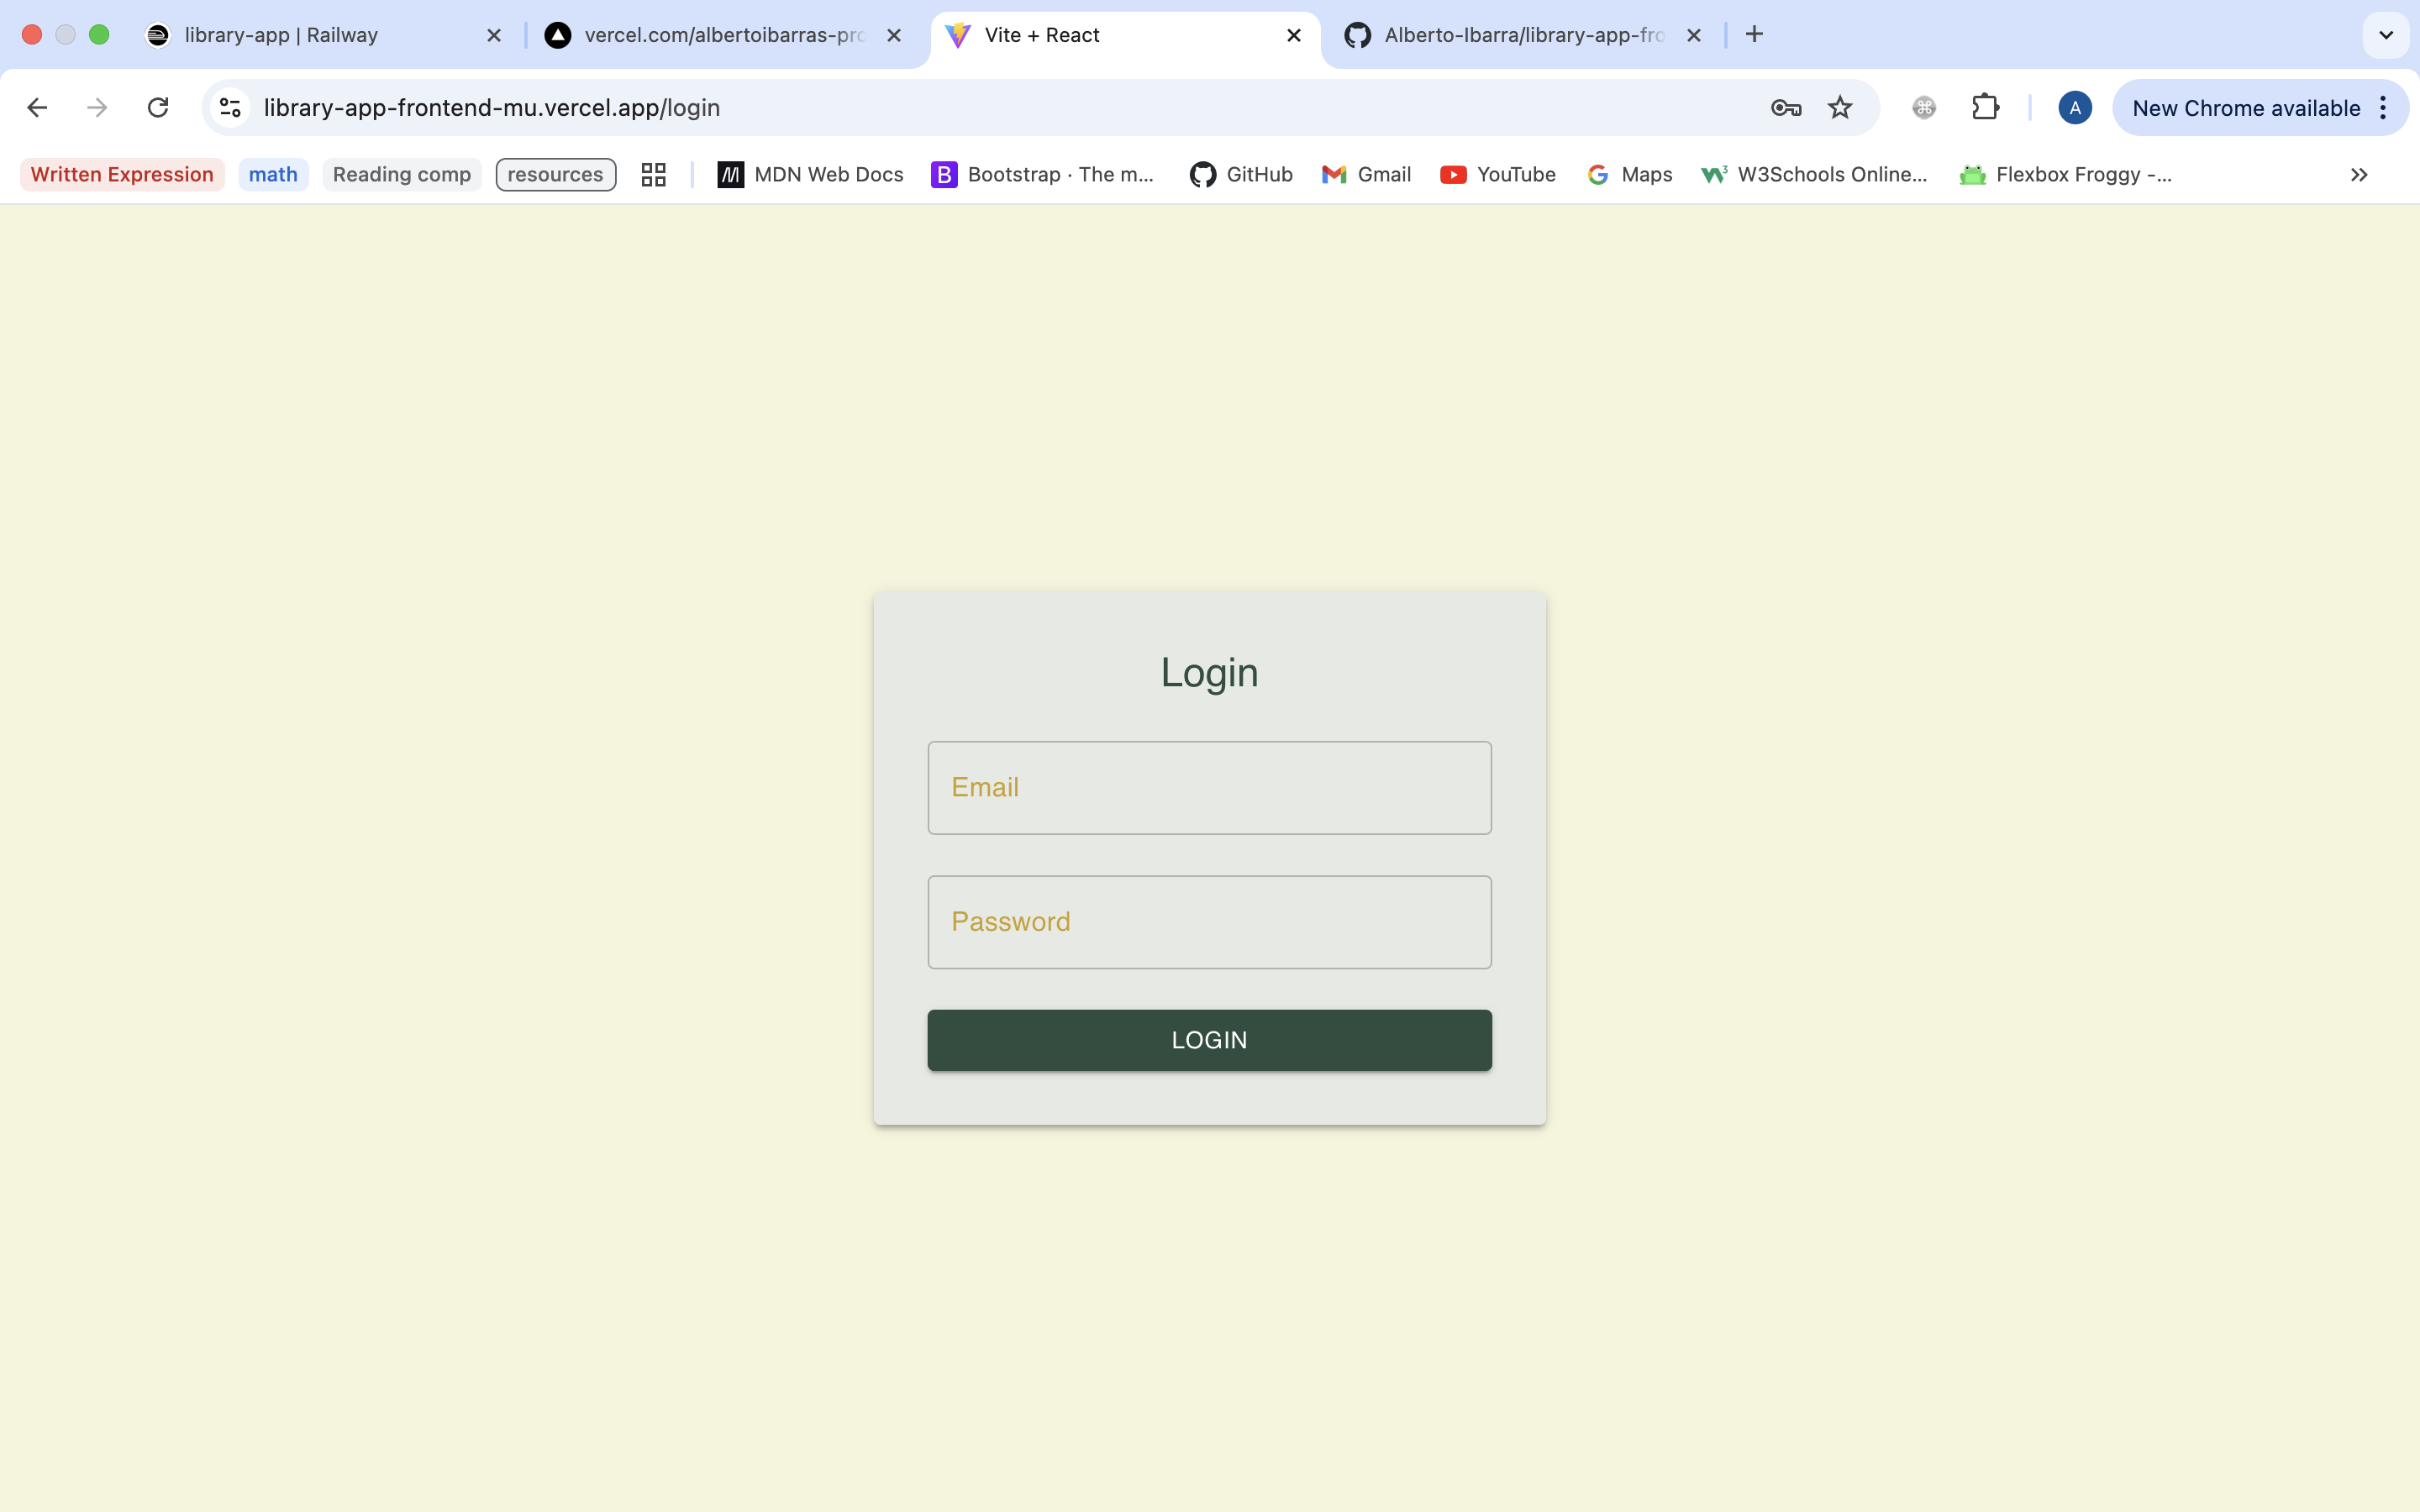 library-app | Railway
vercel.com/albertoibarras-pro
Vite + React
Alberto-Ibarra/library-app-fro
library-app-frontend-mu.vercel.app/login
A
New Chrome available
Written Expression
math
Reading comp
resources
MDN Web Docs
B
Bootstrap · The m...
GitHub
Gmail
YouTube
Maps
W3Schools Online...
Flexbox Froggy -...
Login
Email
Password
LOGIN